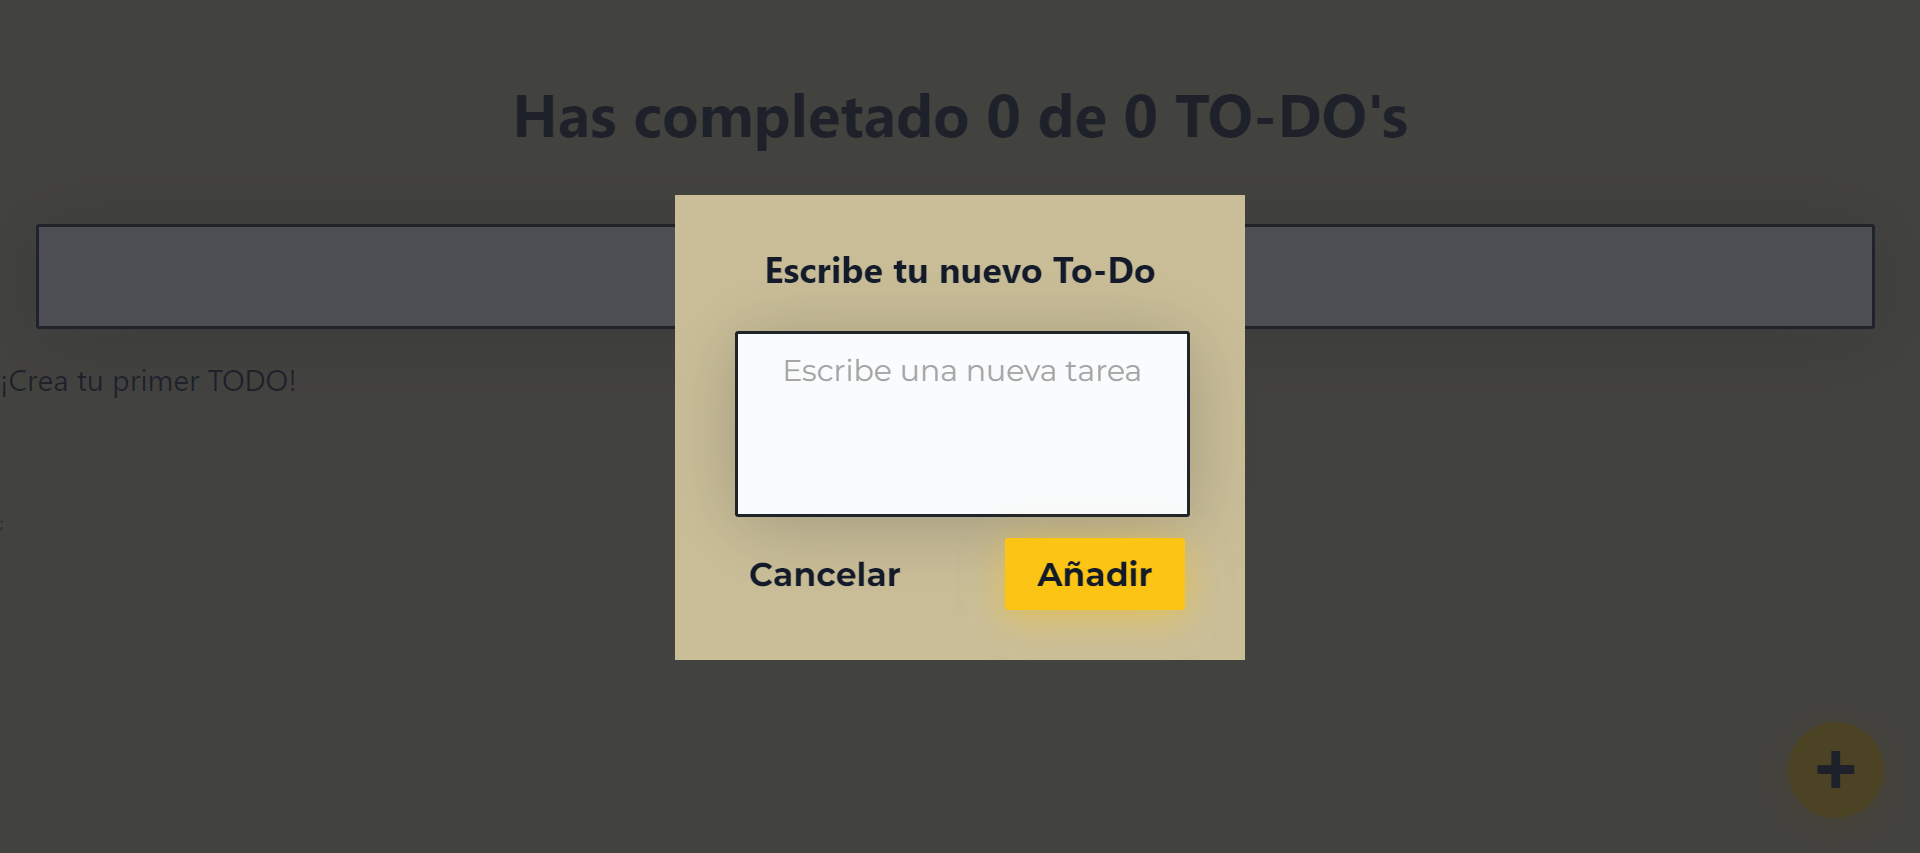 Has completado 0 de 0 TO-DO's
Escribe tu nuevo To-Do
Escribe una nueva tarea
¡Crea tu primer TODO!
;
Cancelar
Añadir
+